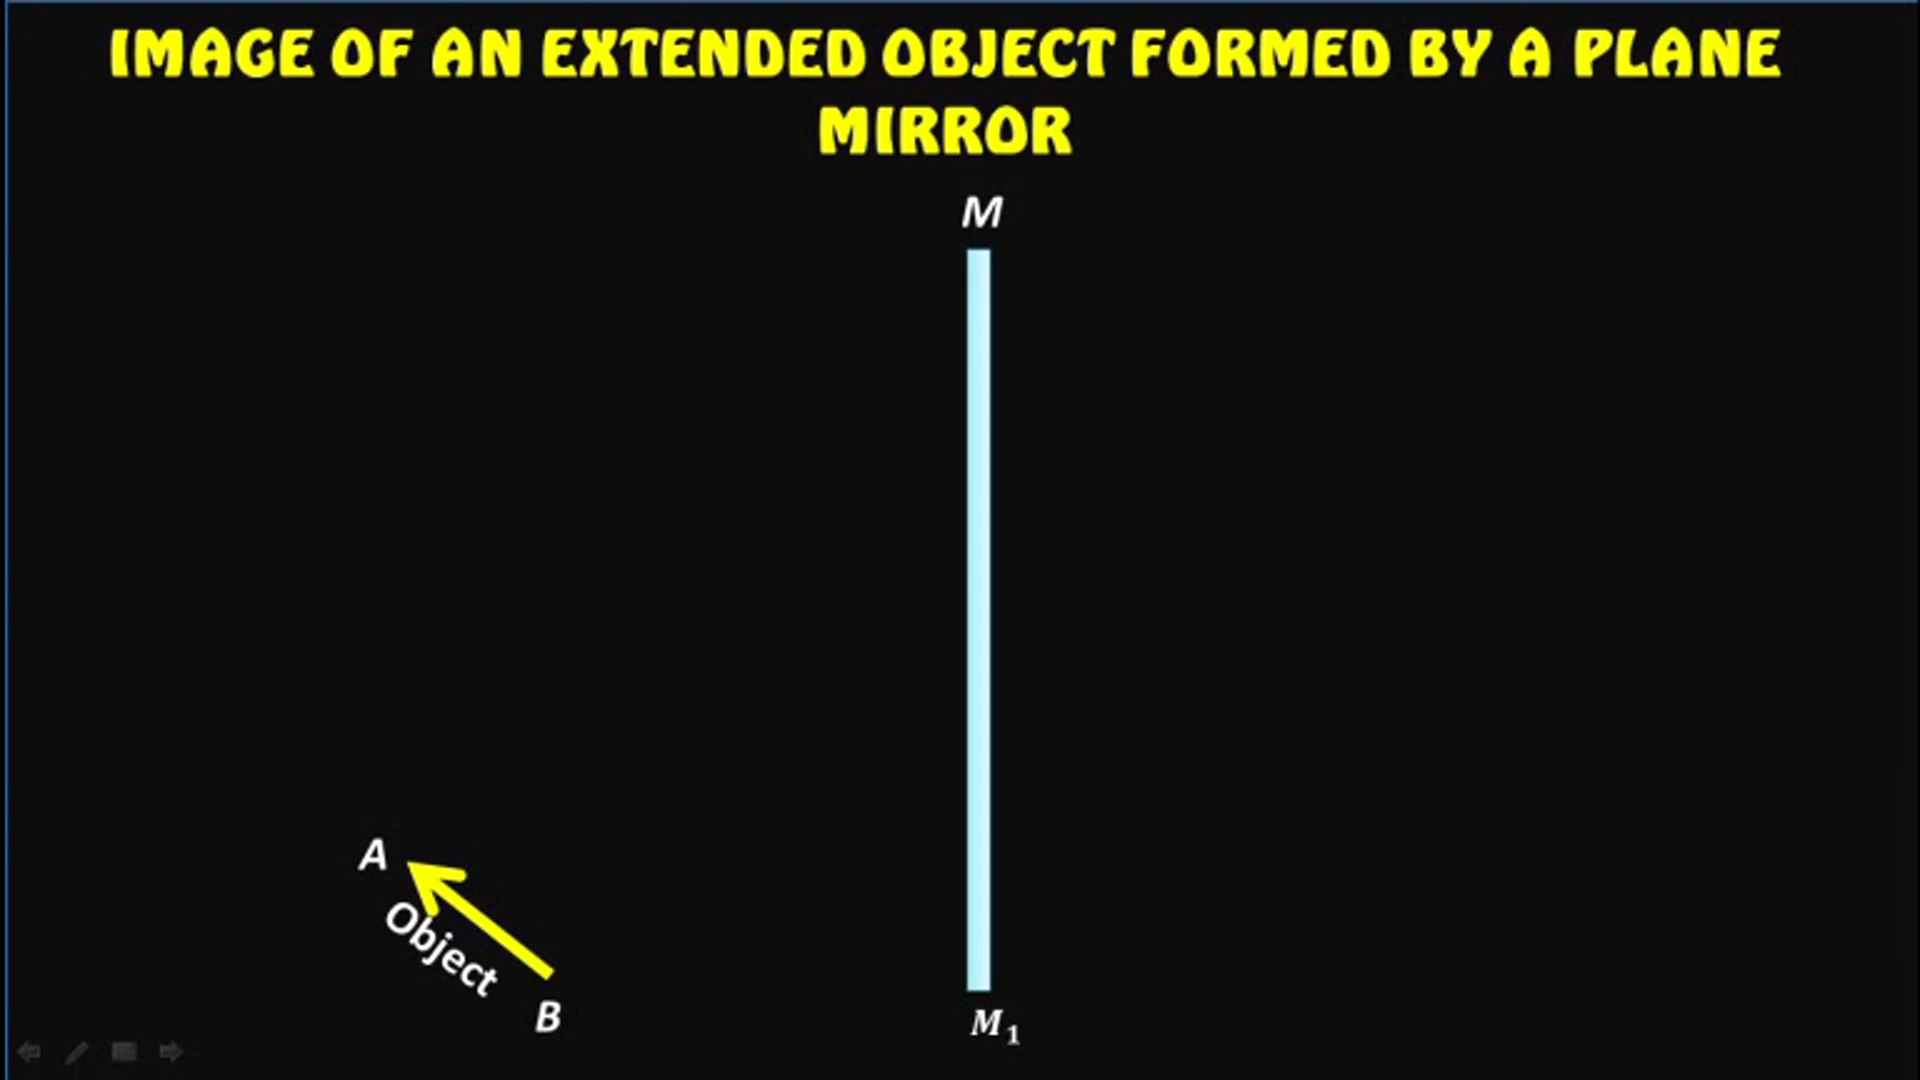 IMAGE OF AN EXTENDED OBJECT FORMED BY A PLANE
MIRROR
M
A
Object
B
M₁